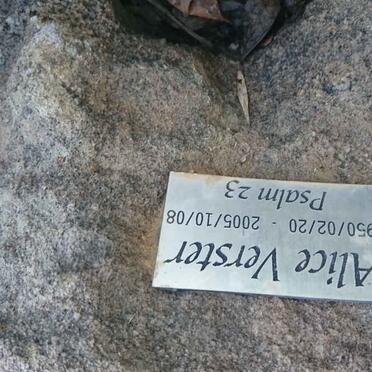 Alice Verster
950/02/20 - 2005/10/08
Psalm 23